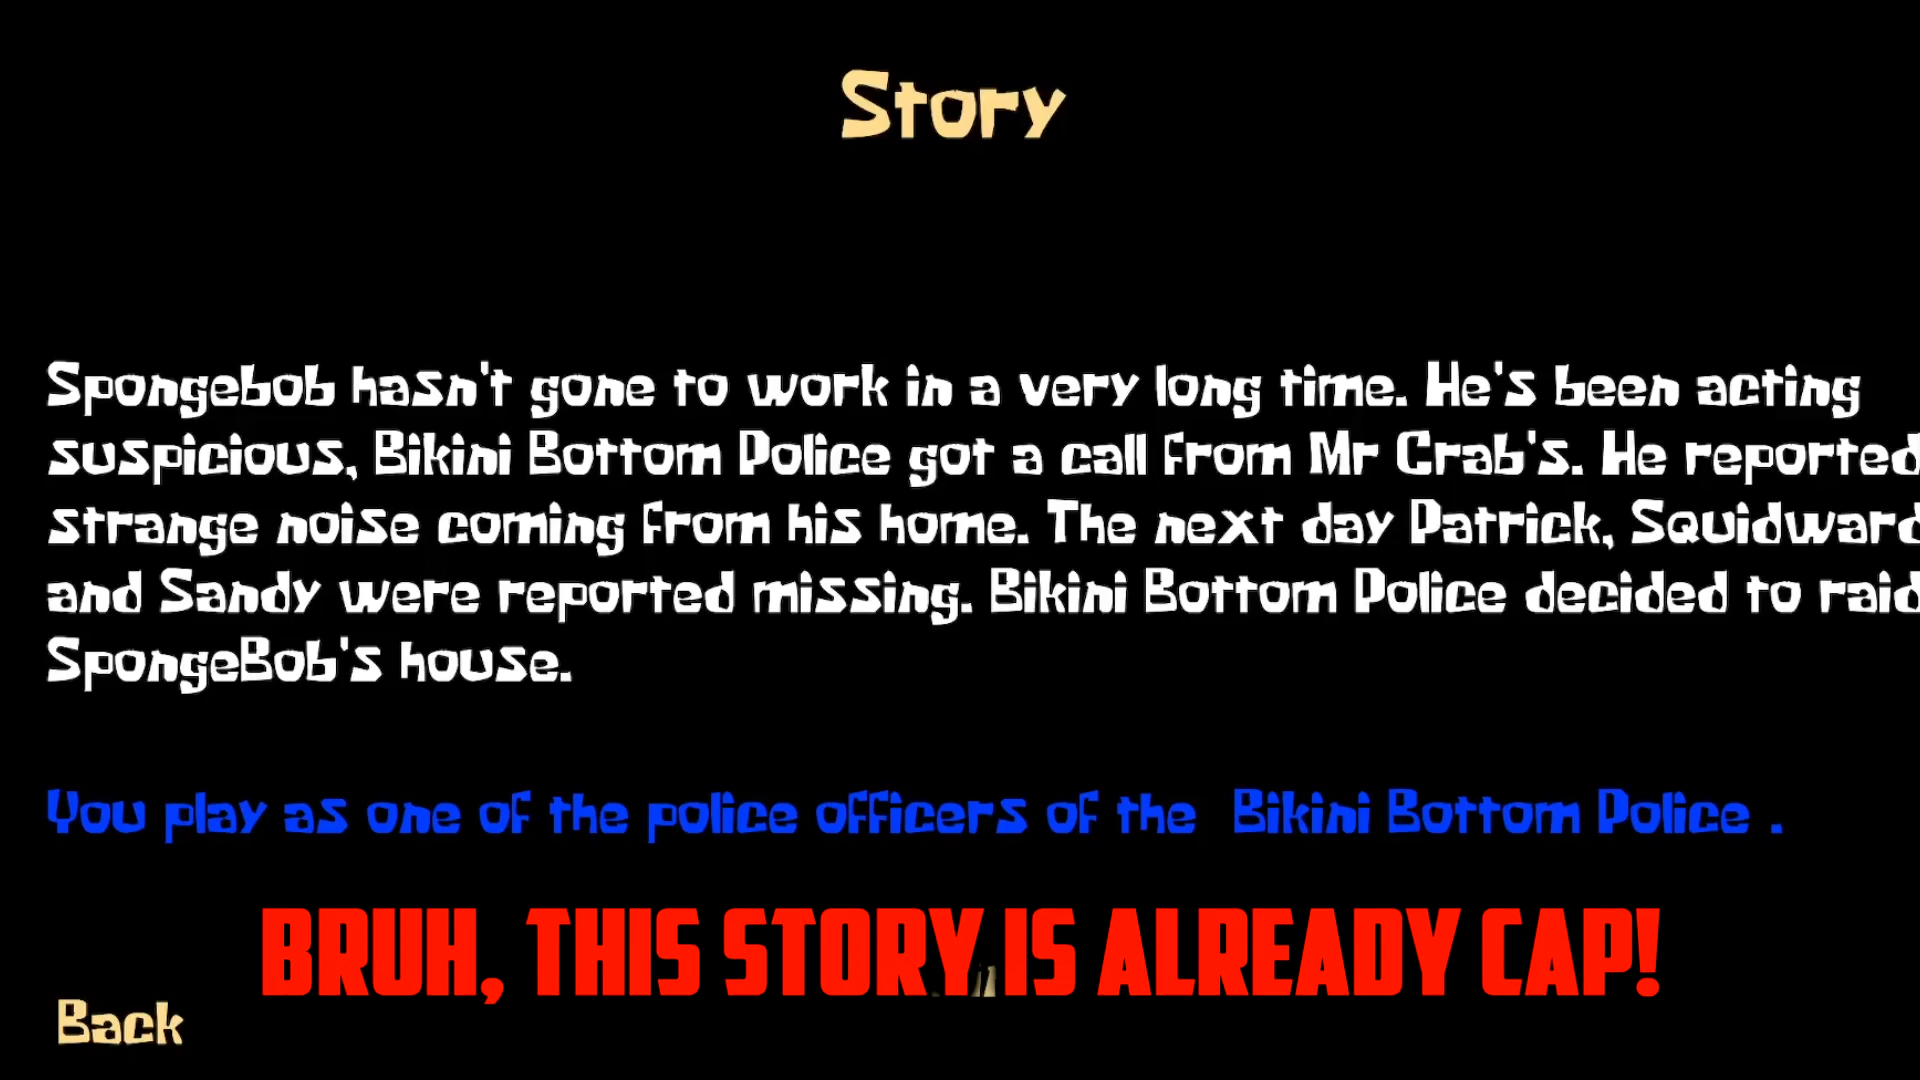 Story
Spongebob hasn't gone to work in a very long time. He's been acting
suspicious, Bikini Bottom Police got a call from Mr Crab's. He reported
strange noise coming from his home. The next day Patrick, Squidward
and Sandy were reported missing. Bikini Bottom Police decided to raid
SpongeBob's house.
You play as one of the police officers of the Bikini Bottom Police .
BRUH, THIS STORY IS ALREADY CAP!
Back